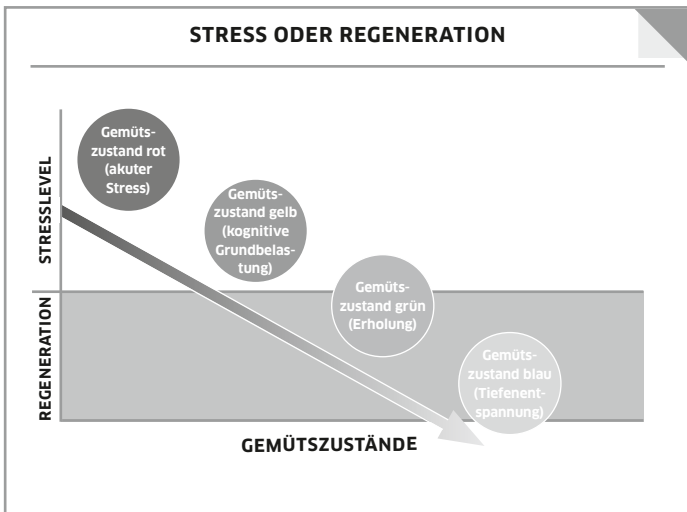 STRESS ODER REGENERATION
STRESSLEVEL
REGENERATION
Gemüts-
zustand rot
(akuter
Stress)
Gemüts-
zustand gelb
(kognitive
Grundbelas-
tung)
Gemüts-
zustand grün
(Erholung)
Gemüts-
zustand blau
(Tiefenent-
spannung)
GEMÜTSZUSTÄNDE